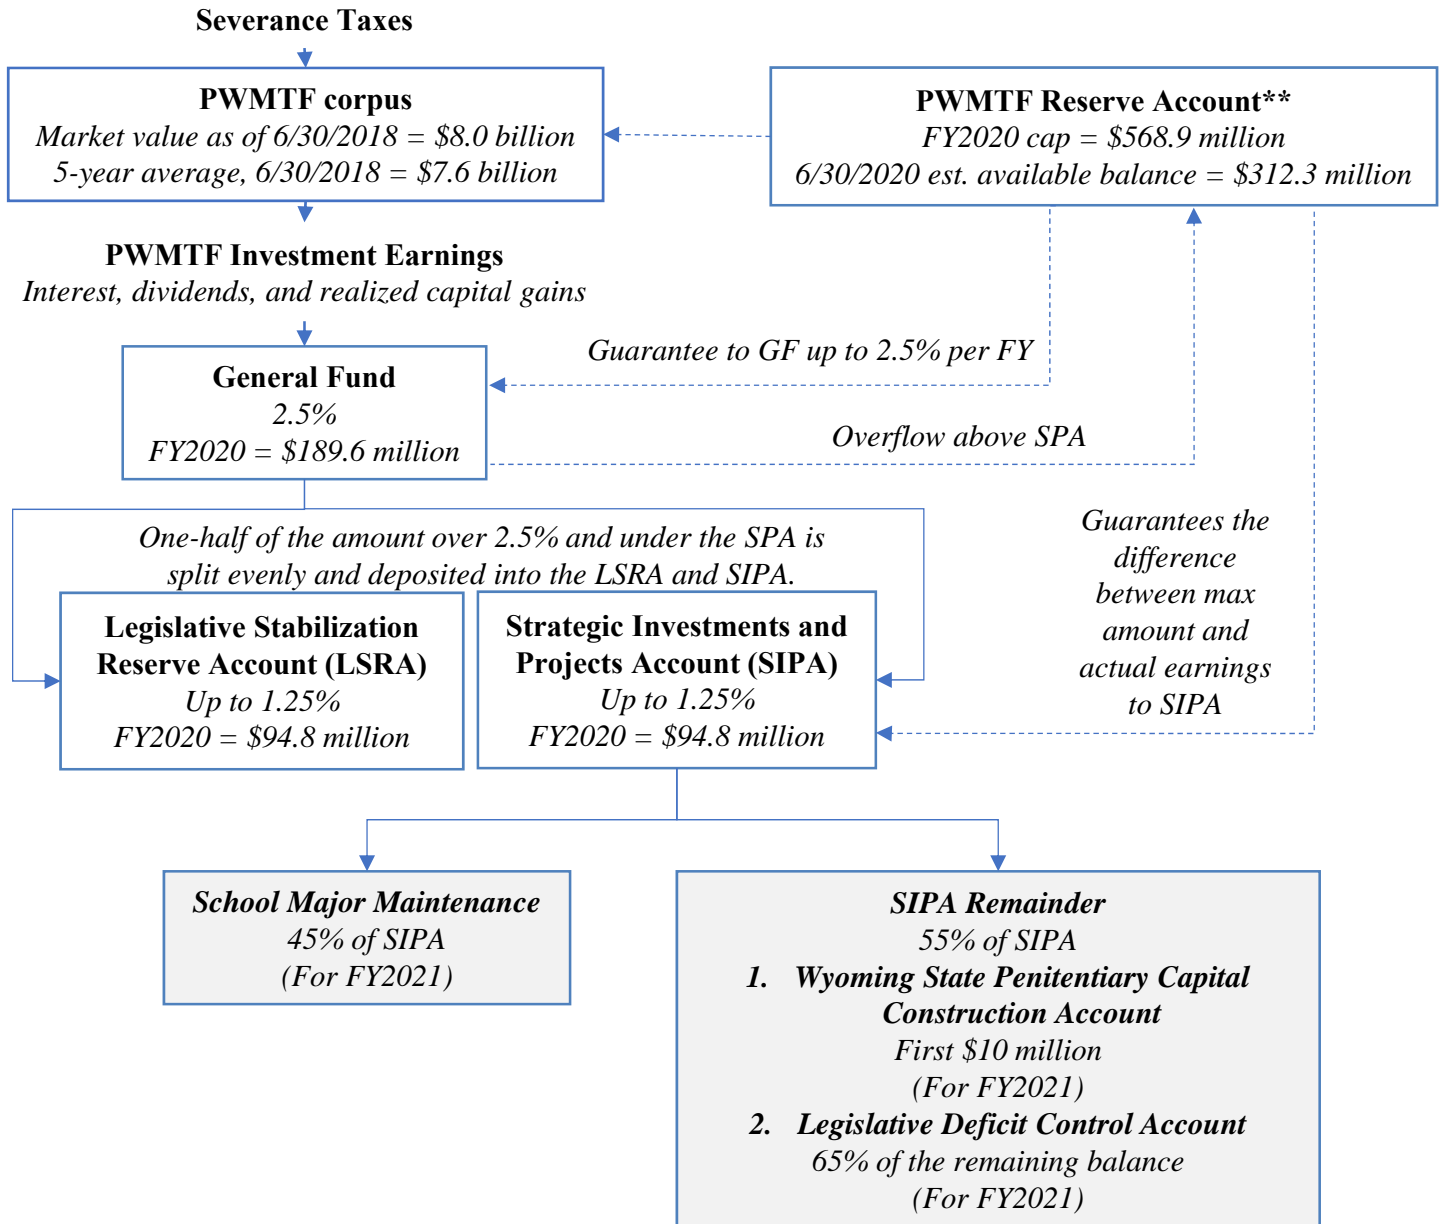 Severance Taxes
PWMTF corpus
Market value as of 6/30/2018 = $8.0 billion
5-year average, 6/30/2018 = $7.6 billion
PWMTF Reserve Account**
FY2020 cap = $568.9 million
6/30/2020 est. available balance = $312.3 million
PWMTF Investment Earnings
Interest, dividends, and realized capital gains
Guarantee to GF up to 2.5% per FY
General Fund
2.5%
FY2020 = $189.6 million
Overflow above SPA
One-half of the amount over 2.5% and under the SPA is
split evenly and deposited into the LSRA and SIPA.
Guarantees the
difference
between max
amount and
actual earnings
to SIPA
Legislative Stabilization
Reserve Account (LSRA)
Up to 1.25%
FY2020 = $94.8 million
Strategic Investments and
Projects Account (SIPA)
Up to 1.25%
FY2020 = $94.8 million
School Major Maintenance
45% of SIPA
(For FY2021)
SIPA Remainder
55% of SIPA
1. Wyoming State Penitentiary Capital
Construction Account
First $10 million
(For FY2021)
2. Legislative Deficit Control Account
65% of the remaining balance
(For FY2021)